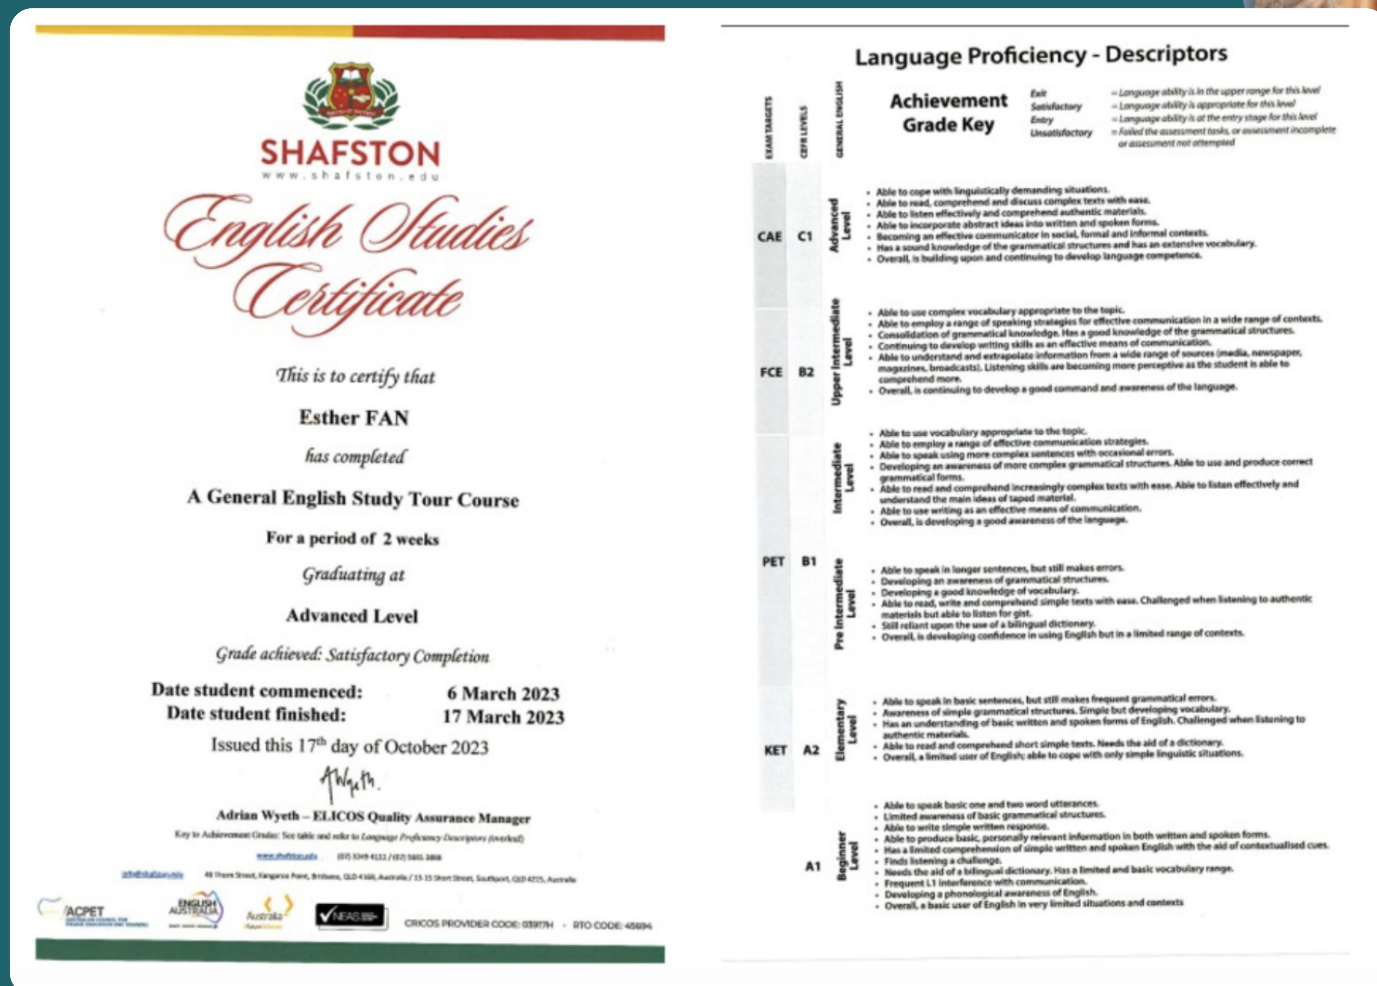 SHAFSTON
www.shafston.edu
English Studies
Certificate
This is to certify that
Esther FAN
has completed
A General English Study Tour Course
For a period of 2 weeks
Graduating at
Advanced Level
Grade achieved: Satisfactory Completion
Date student commenced: 6 March 2023
Date student finished: 17 March 2023
Issued this 17th day of October 2023
Adrian Wyeth – ELICOS Quality Assurance Manager
Key to Achievement Grades: See table and refer to Language Proficiency Descriptors (overleaf)
www.shafston.edu
48 Thorn Street, Kangaroo Point, Brisbane, QLD 4169, Australia / 13-15 Short Street, Southport, QLD 4215, Australia
ACPET
ENGLISH
AUSTRALIA
Australia
NEAS
CRICOS PROVIDER CODE: 03917H - RTO CODE: 45694
Language Proficiency - Descriptors
EXAM TARGETS
CEFR LEVELS
GENERAL ENGLISH
Achievement
Grade Key
Exit = Language ability is in the upper range for this level
Satisfactory = Language ability is appropriate for this level
Entry = Language ability is at the entry stage for this level
Unsatisfactory = Failed the assessment tasks, or assessment incomplete
or assessment not attempted
CAE C1
Advanced
Level
• Able to cope with linguistically demanding situations.
• Able to read, comprehend and discuss complex texts with ease.
• Able to listen effectively and comprehend authentic materials.
• Able to incorporate abstract ideas into written and spoken forms.
• Becoming an effective communicator in social, formal and informal contexts.
• Has a sound knowledge of the grammatical structures and has an extensive vocabulary.
• Overall, is building upon and continuing to develop language competence.
FCE B2
Upper Intermediate
Level
• Able to use complex vocabulary appropriate to the topic.
• Able to employ a range of speaking strategies for effective communication in a wide range of contexts.
• Consolidation of grammatical knowledge. Has a good knowledge of the grammatical structures.
• Continuing to develop writing skills as an effective means of communication.
• Able to understand and extrapolate information from a wide range of sources (media, newspaper,
magazines, broadcasts). Listening skills are becoming more perceptive as the student is able to
comprehend more.
• Overall, is continuing to develop a good command and awareness of the language.
PET B1
Intermediate
Level
• Able to use vocabulary appropriate to the topic.
• Able to employ a range of effective communication strategies.
• Able to speak using more complex sentences with occasional errors.
• Developing an awareness of more complex grammatical structures. Able to use and produce correct
grammatical forms.
• Able to read and comprehend increasingly complex texts with ease. Able to listen effectively and
understand the main ideas of taped material.
• Able to use writing as an effective means of communication.
• Overall, is developing a good awareness of the language.
Pre Intermediate
Level
• Able to speak in longer sentences, but still makes errors.
• Developing an awareness of grammatical structures.
• Developing a good knowledge of vocabulary.
• Able to read, write and comprehend simple texts with ease. Challenged when listening to authentic
materials but able to listen for gist.
• Still reliant upon the use of a bilingual dictionary.
• Overall, is developing confidence in using English but in a limited range of contexts.
KET A2
Elementary
Level
• Able to speak in basic sentences, but still makes frequent grammatical errors.
• Awareness of simple grammatical structures. Simple but developing vocabulary.
• Has an understanding of basic written and spoken forms of English. Challenged when listening to
authentic materials.
• Able to read and comprehend short simple texts. Needs the aid of a dictionary.
• Overall, a limited user of English; able to cope with only simple linguistic situations.
A1
Beginner
Level
• Able to speak basic one and two word utterances.
• Limited awareness of basic grammatical structures.
• Able to write simple written response.
• Able to produce basic, personally relevant information in both written and spoken forms.
• Has a limited comprehension of simple written and spoken English with the aid of contextualised cues.
• Finds listening a challenge.
• Needs the aid of a bilingual dictionary. Has a limited and basic vocabulary range.
• Frequent L1 interference with communication.
• Developing a phonological awareness of English.
• Overall, a basic user of English in very limited situations and contexts